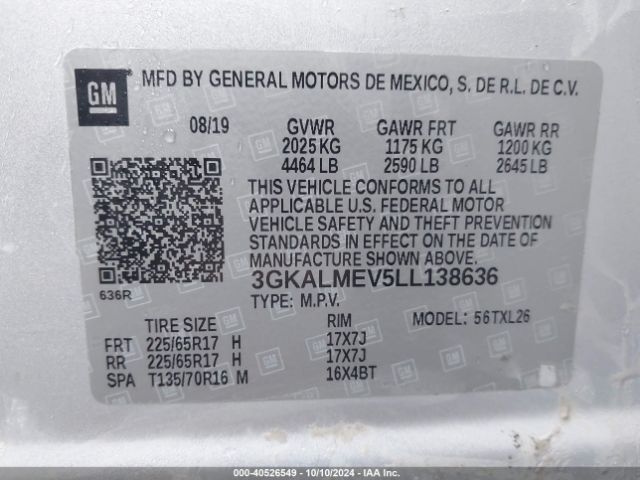 GM
MFD BY GENERAL MOTORS DE MEXICO, S. DE R.L. DE C.V.
08/19 GVWR GAWR FRT GAWR RR
2025 KG 1175 KG 1200 KG
4464 LB 2590 LB 2645 LB
THIS VEHICLE CONFORMS TO ALL
APPLICABLE U.S. FEDERAL MOTOR
VEHICLE SAFETY AND THEFT PREVENTION
STANDARDS IN EFFECT ON THE DATE OF
MANUFACTURE SHOWN ABOVE.
636R
3GKALMEV5LL138636
TYPE: M.P.V.
MODEL: 56TXL26
TIRE SIZE RIM
FRT 225/65R17 H 17X7J
RR 225/65R17 H 17X7J
SPA T135/70R16 M 16X4BT
000-40526549 - 10/10/2024 - IAA Inc.